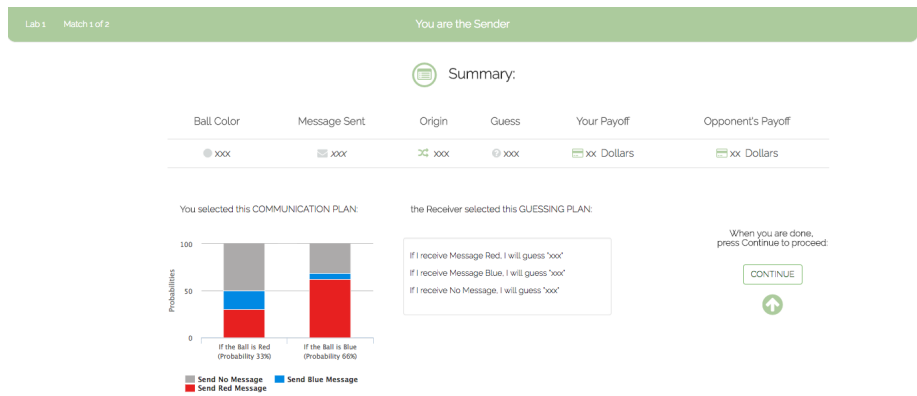 Lab 1 Match 1 of 2 You are the Sender
Summary:
Ball Color Message Sent Origin Guess Your Payoff Opponent's Payoff
xxx xxx xxx xxx xx Dollars xx Dollars
You selected this COMMUNICATION PLAN:
100
50
0
Probabilities
If the Ball is Red
(Probability 33%)
If the Ball is Blue
(Probability 66%)
Send No Message Send Blue Message
Send Red Message
the Receiver selected this GUESSING PLAN:
If I receive Message Red, I will guess "xxx"
If I receive Message Blue, I will guess "xxx"
If I receive No Message, I will guess "xxx"
When you are done,
press Continue to proceed:
CONTINUE